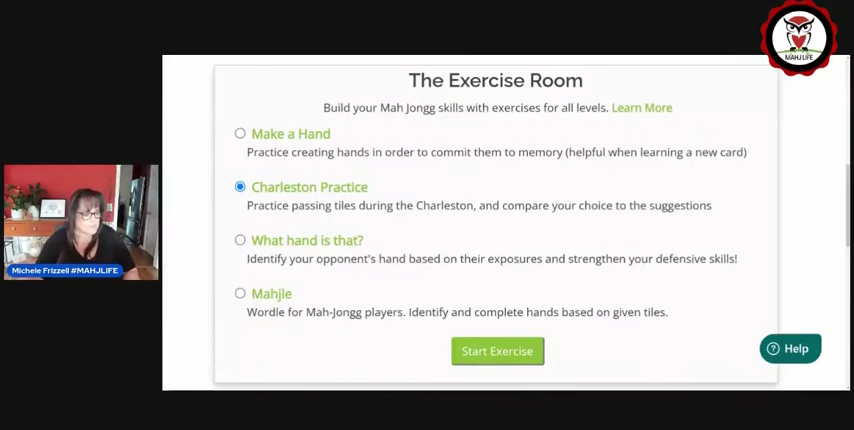 MAHJ LIFE
The Exercise Room
Build your Mah Jongg skills with exercises for all levels. Learn More
Make a Hand
Practice creating hands in order to commit them to memory (helpful when learning a new card)
Charleston Practice
Practice passing tiles during the Charleston, and compare your choice to the suggestions
What hand is that?
Identify your opponent's hand based on their exposures and strengthen your defensive skills!
Mahjle
Wordle for Mah-Jongg players. Identify and complete hands based on given tiles.
Start Exercise
Help
Michele Frizzell #MAHJLIFE